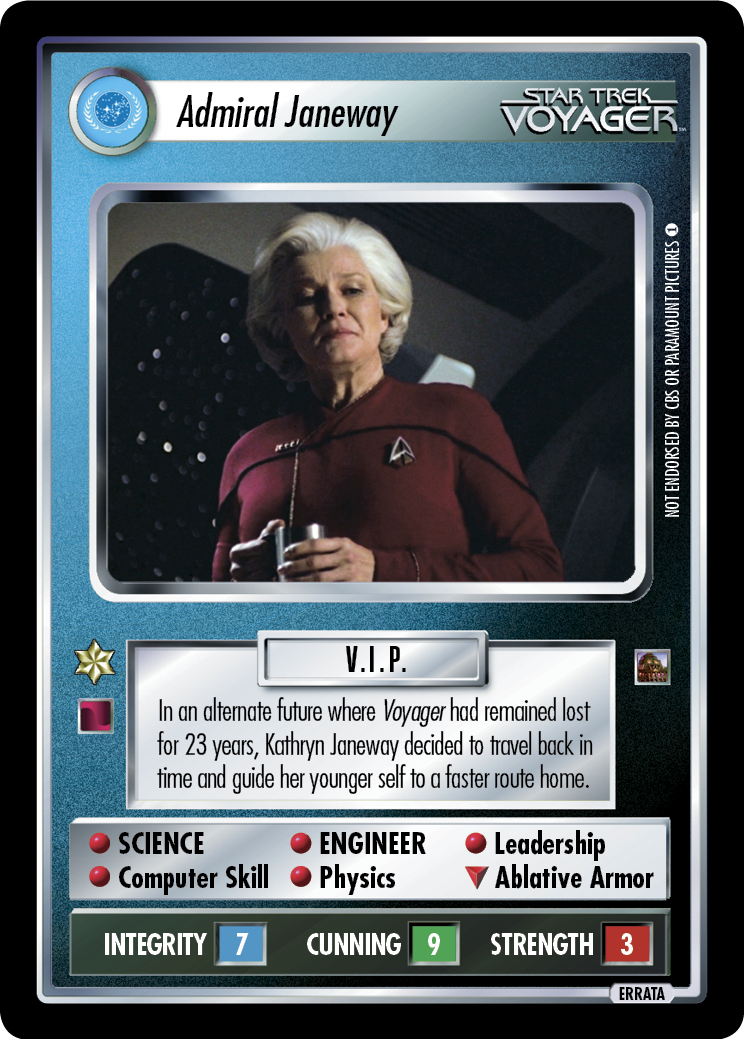 Admiral Janeway
STAR TREK
VOYAGER™
NOT ENDORSED BY CBS OR PARAMOUNT PICTURES 1
V.I.P.
In an alternate future where Voyager had remained lost
for 23 years, Kathryn Janeway decided to travel back in
time and guide her younger self to a faster route home.
SCIENCE ENGINEER Leadership
Computer Skill Physics Ablative Armor
INTEGRITY 7 CUNNING 9 STRENGTH 3
ERRATA